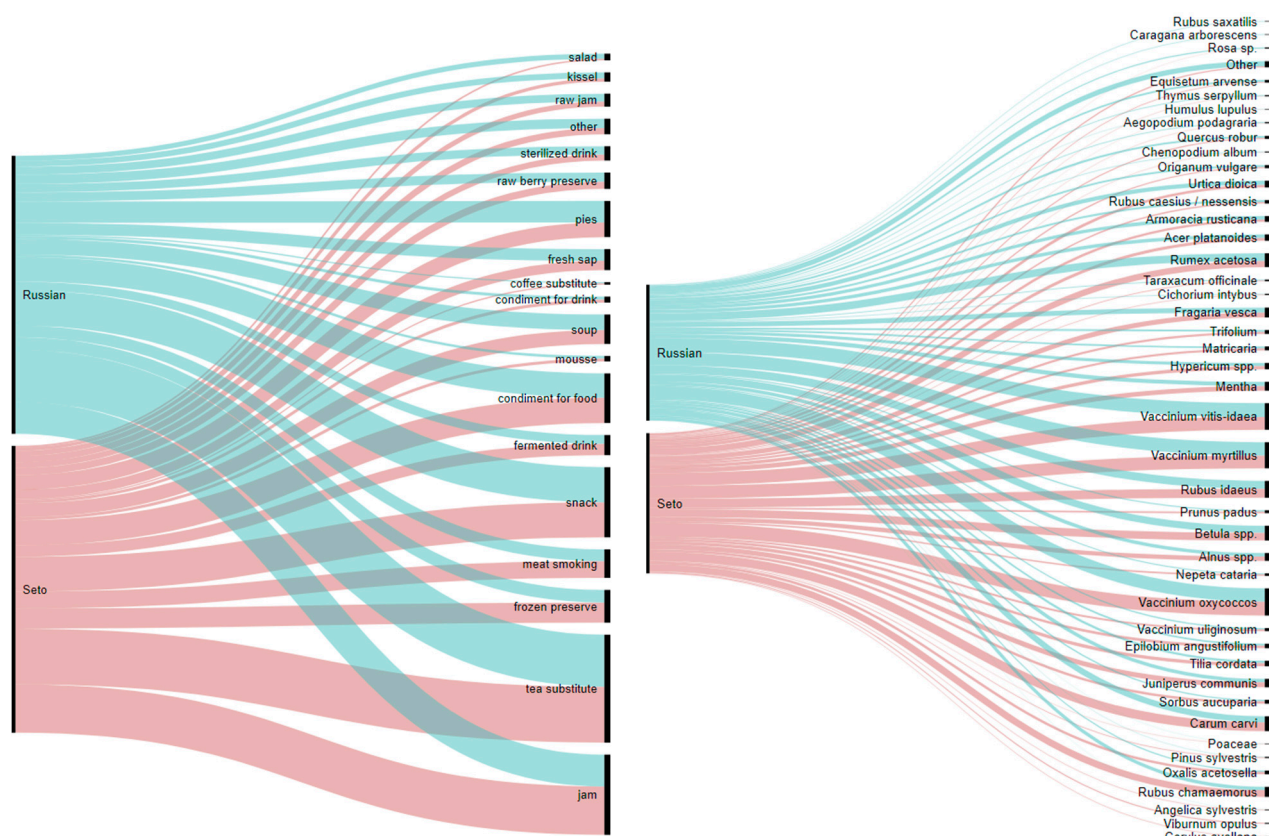 salad
kissel
raw jam
other
sterilized drink
raw berry preserve
pies
fresh sap
coffee substitute
condiment for drink
soup
mousse
condiment for food
fermented drink
snack
meat smoking
frozen preserve
tea substitute
jam
Russian
Seto
Rubus saxatilis
Caragana arborescens
Rosa sp.
Other
Equisetum arvense
Thymus serpyllum
Humulus lupulus
Aegopodium podagraria
Quercus robur
Chenopodium album
Origanum vulgare
Urtica dioica
Rubus caesius / nessensis
Armoracia rusticana
Acer platanoides
Rumex acetosa
Taraxacum officinale
Cichorium intybus
Fragaria vesca
Trifolium
Matricaria
Hypericum spp.
Mentha
Vaccinium vitis-idaea
Vaccinium myrtillus
Rubus idaeus
Prunus padus
Betula spp.
Alnus spp.
Nepeta cataria
Vaccinium oxycoccos
Vaccinium uliginosum
Epilobium angustifolium
Tilia cordata
Juniperus communis
Sorbus aucuparia
Carum carvi
Poaceae
Pinus sylvestris
Oxalis acetosella
Rubus chamaemorus
Angelica sylvestris
Viburnum opulus
Russian
Seto